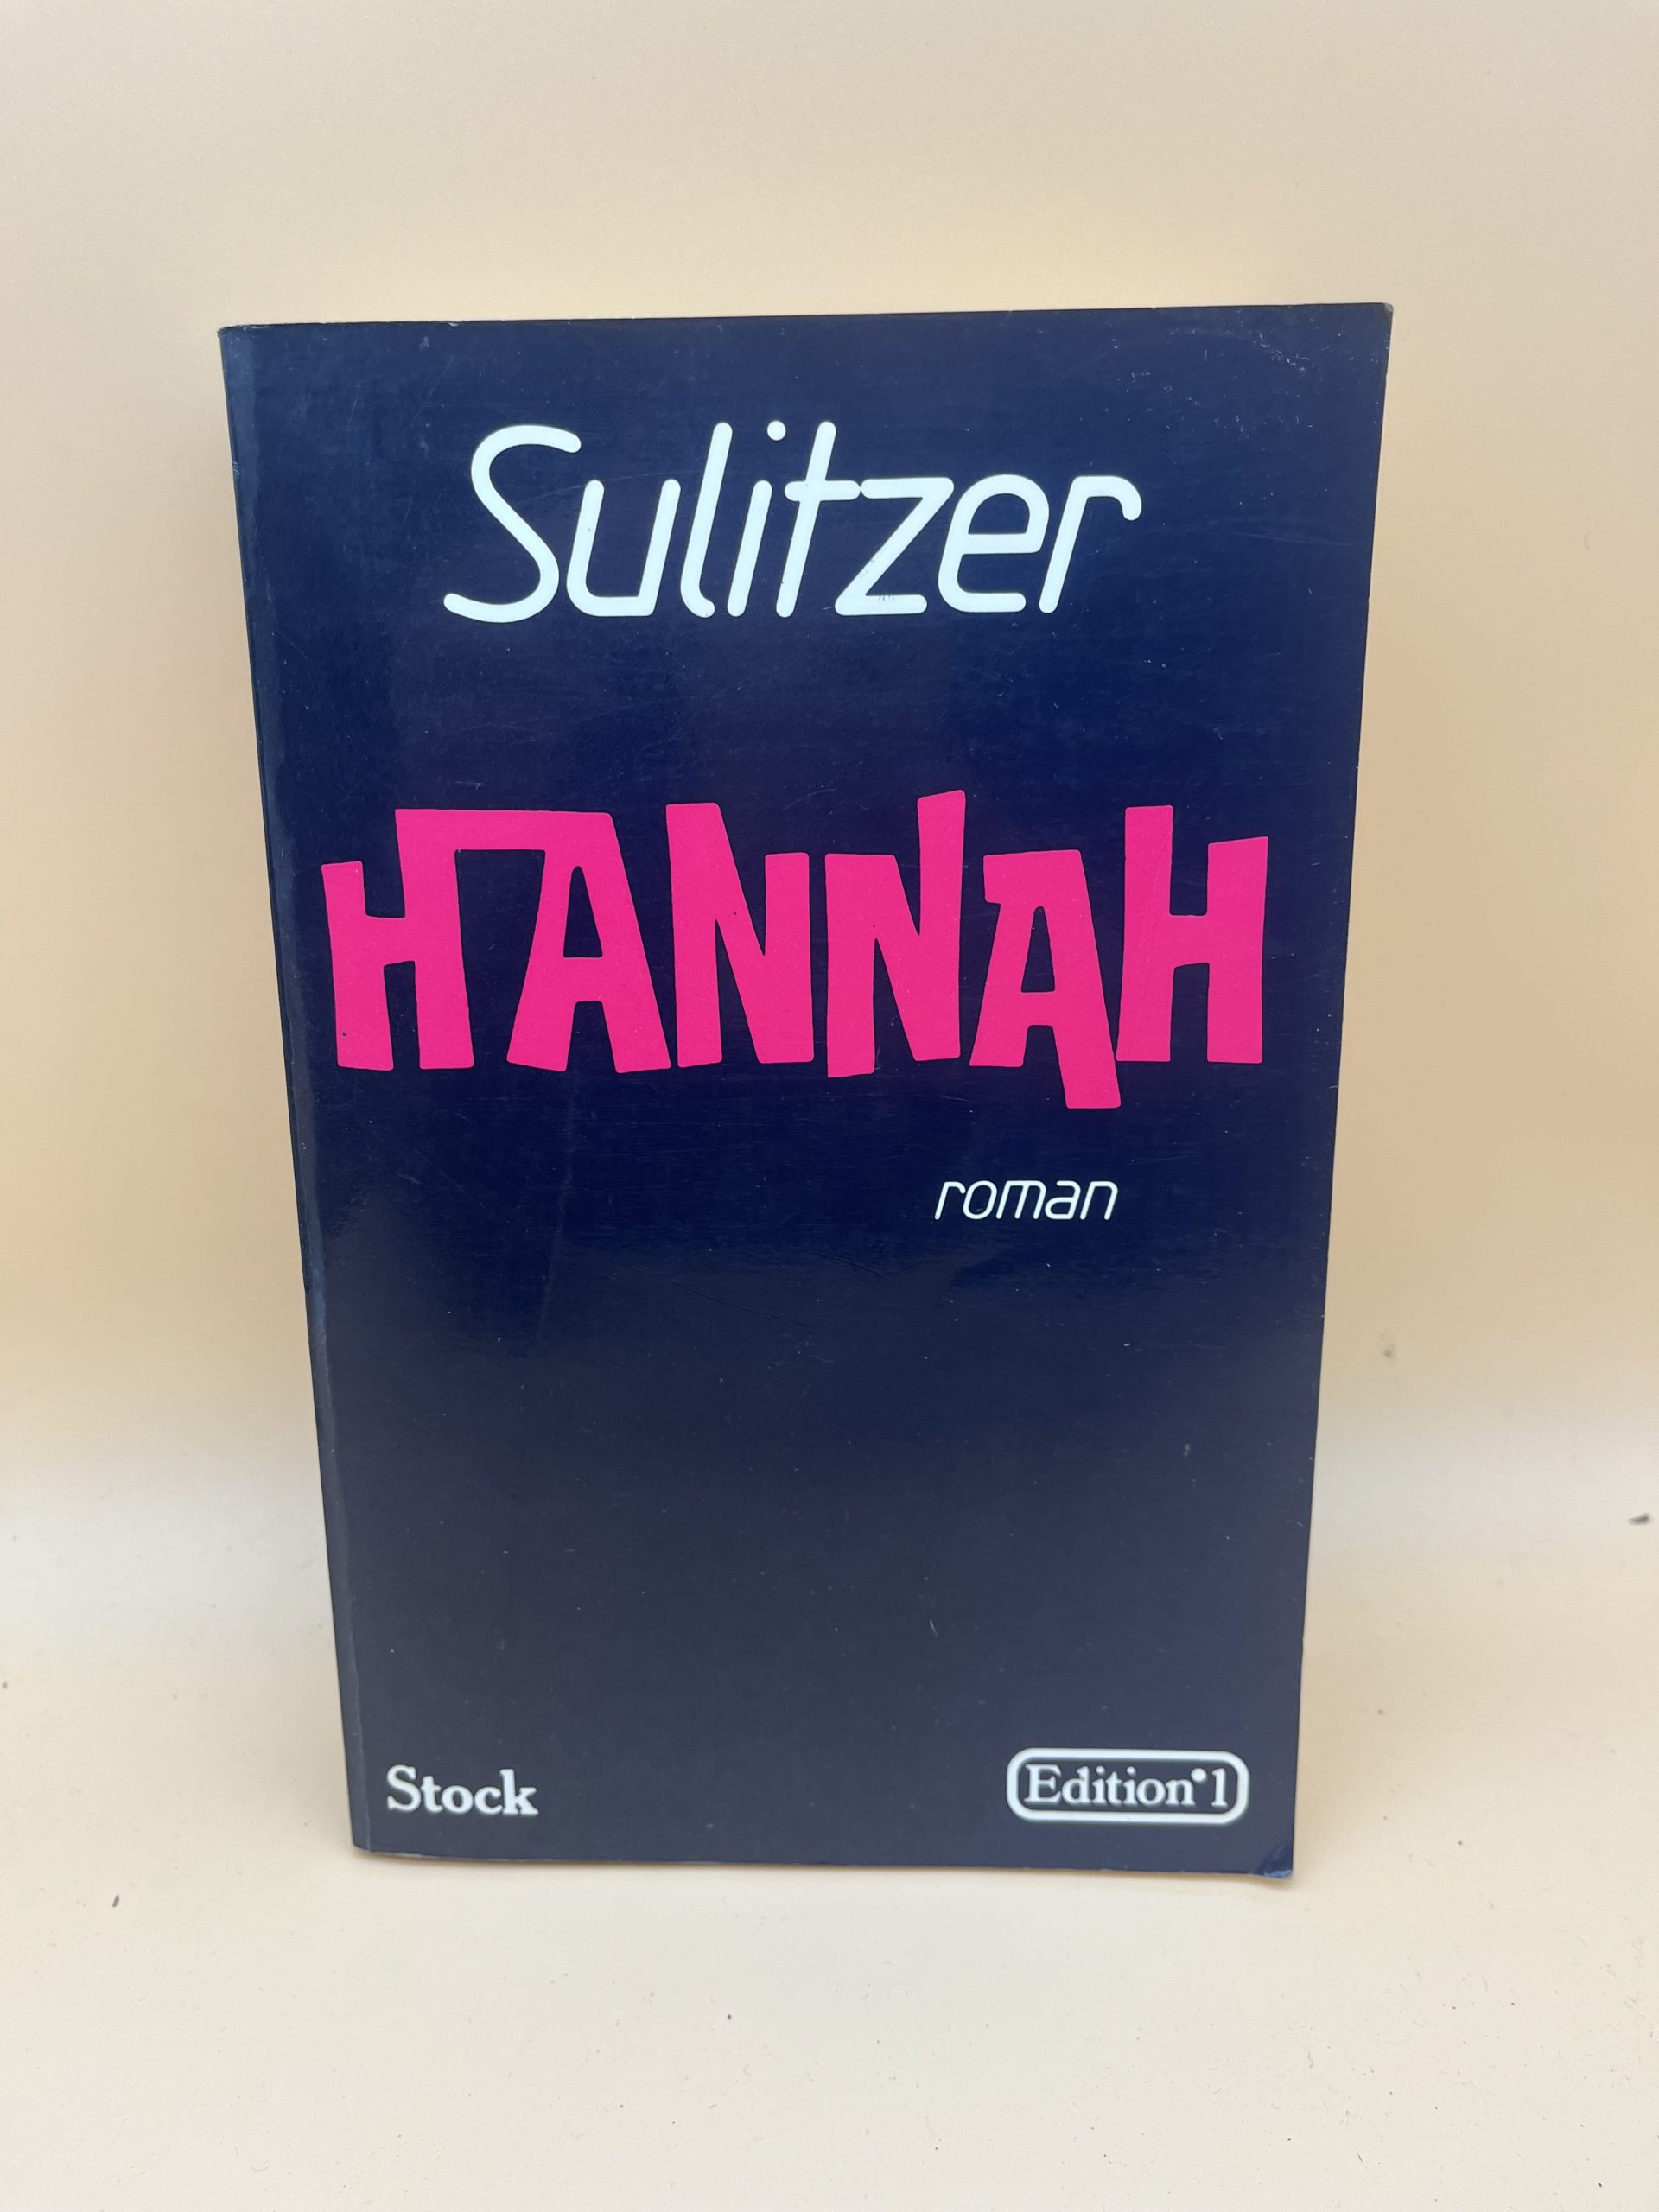 Sulitzer
HANNAH
roman
Stock Edition°1